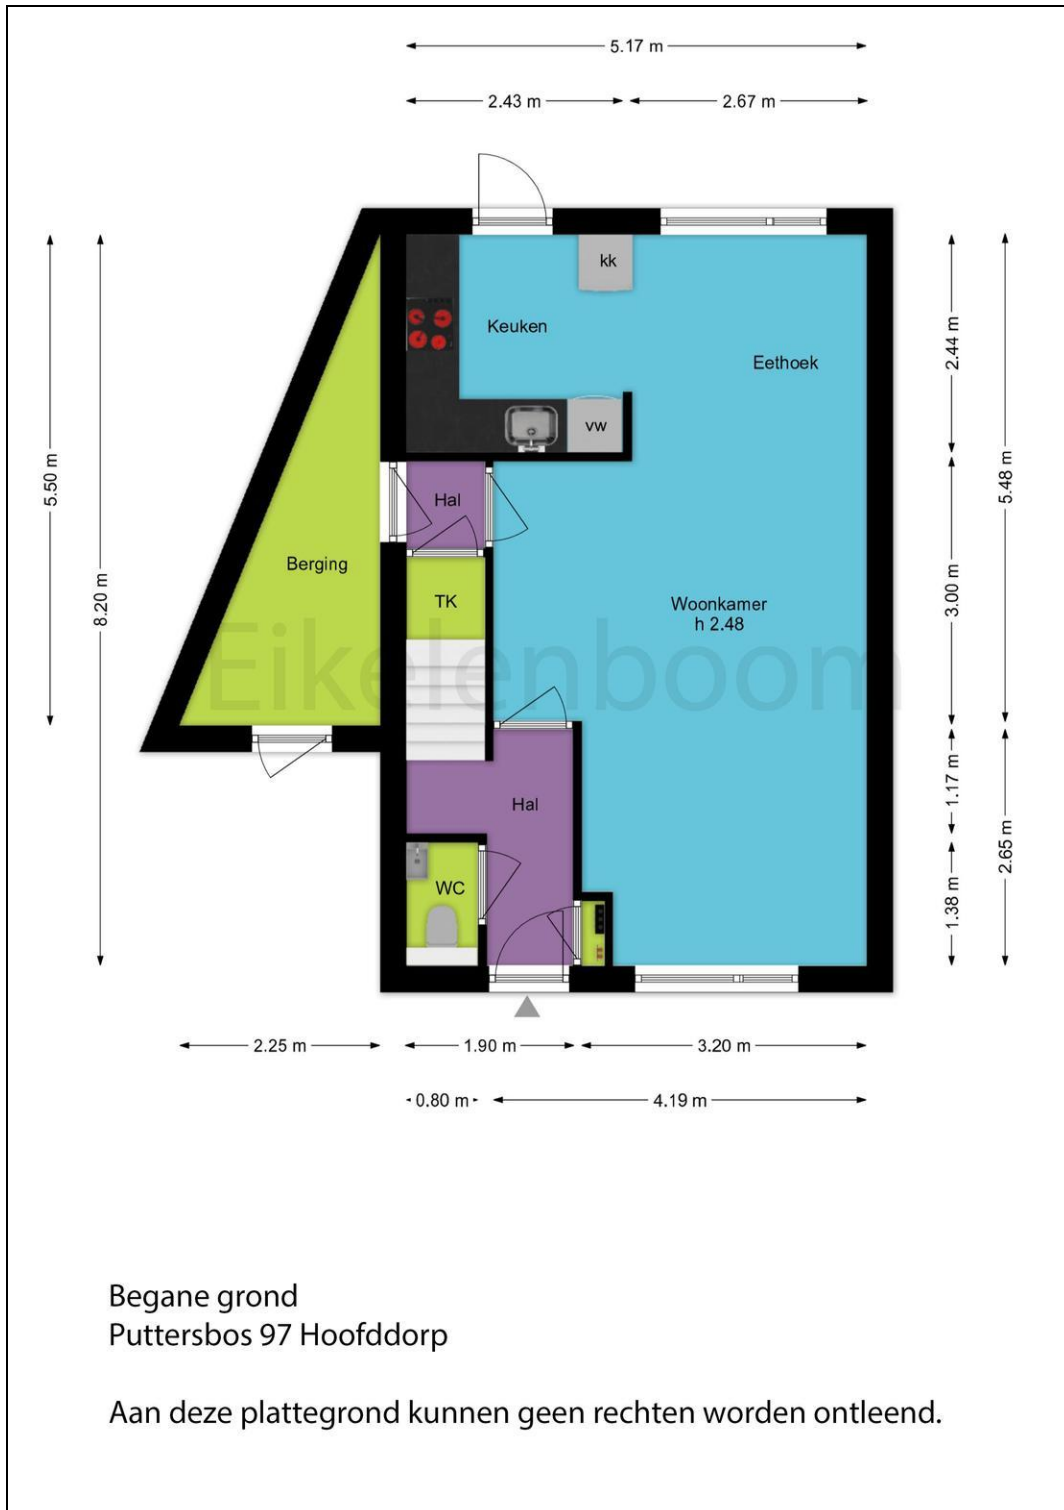 5.17 m
2.43 m
2.67 m
kk
Keuken
Eethoek
vw
2.44 m
5.50 m
8.20 m
Hal
5.48 m
Berging
TK
Woonkamer
h 2.48
3.00 m
Eikelenboom
Hal
1.17 m
2.65 m
WC
1.38 m
2.25 m
1.90 m
3.20 m
0.80 m
4.19 m
Begane grond
Puttersbos 97 Hoofddorp
Aan deze plattegrond kunnen geen rechten worden ontleend.